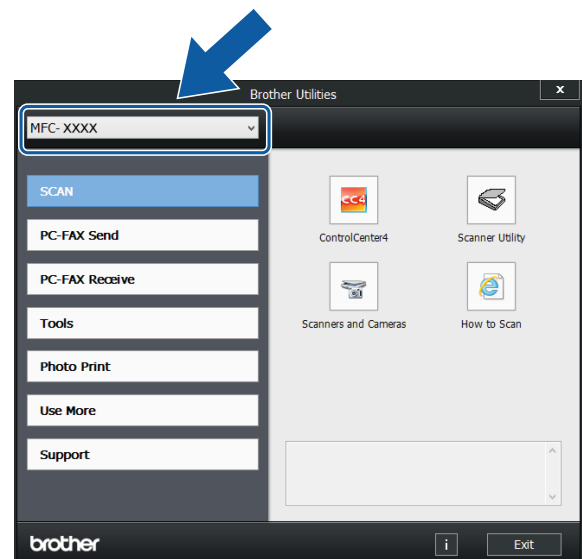 Brother Utilities
x
MFC- XXXX
SCAN
PC-FAX Send
PC-FAX Receive
Tools
Photo Print
Use More
Support
CC4
ControlCenter4
Scanner Utility
Scanners and Cameras
How to Scan
brother
i
Exit